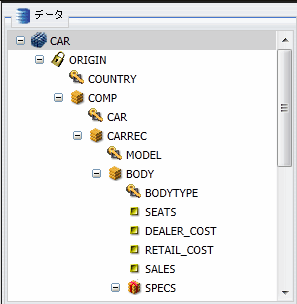 データ
CAR
ORIGIN
COUNTRY
COMP
CAR
CARREC
MODEL
BODY
BODYTYPE
SEATS
DEALER_COST
RETAIL_COST
SALES
SPECS